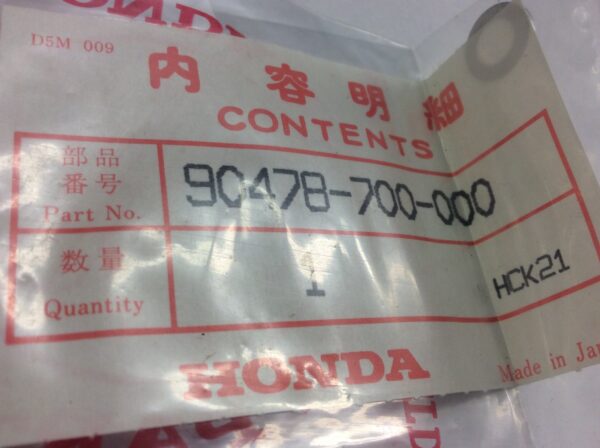 D5M 009
内容明細
CONTENTS
部品
番号
Part No.
90478-700-000
数量
Quantity
1
HCK21
HONDA
Made in Jap